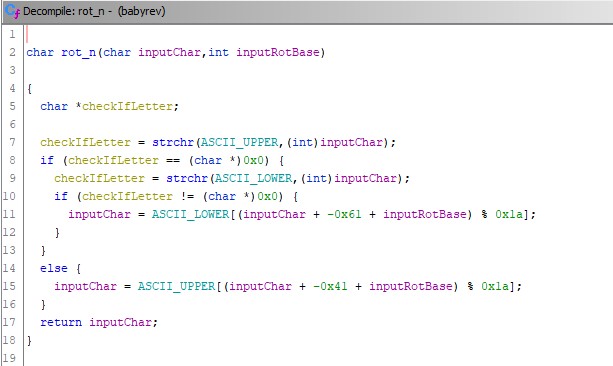 Decompile: rot_n - (babyrev)
1
2 char rot_n(char inputChar,int inputRotBase)
3
4 {
5   char *checkIfLetter;
6
7   checkIfLetter = strchr(ASCII_UPPER,(int)inputChar);
8   if (checkIfLetter == (char *)0x0) {
9     checkIfLetter = strchr(ASCII_LOWER,(int)inputChar);
10     if (checkIfLetter != (char *)0x0) {
11       inputChar = ASCII_LOWER[(inputChar + -0x61 + inputRotBase) % 0x1a];
12     }
13   }
14   else {
15     inputChar = ASCII_UPPER[(inputChar + -0x41 + inputRotBase) % 0x1a];
16   }
17   return inputChar;
18 }
19